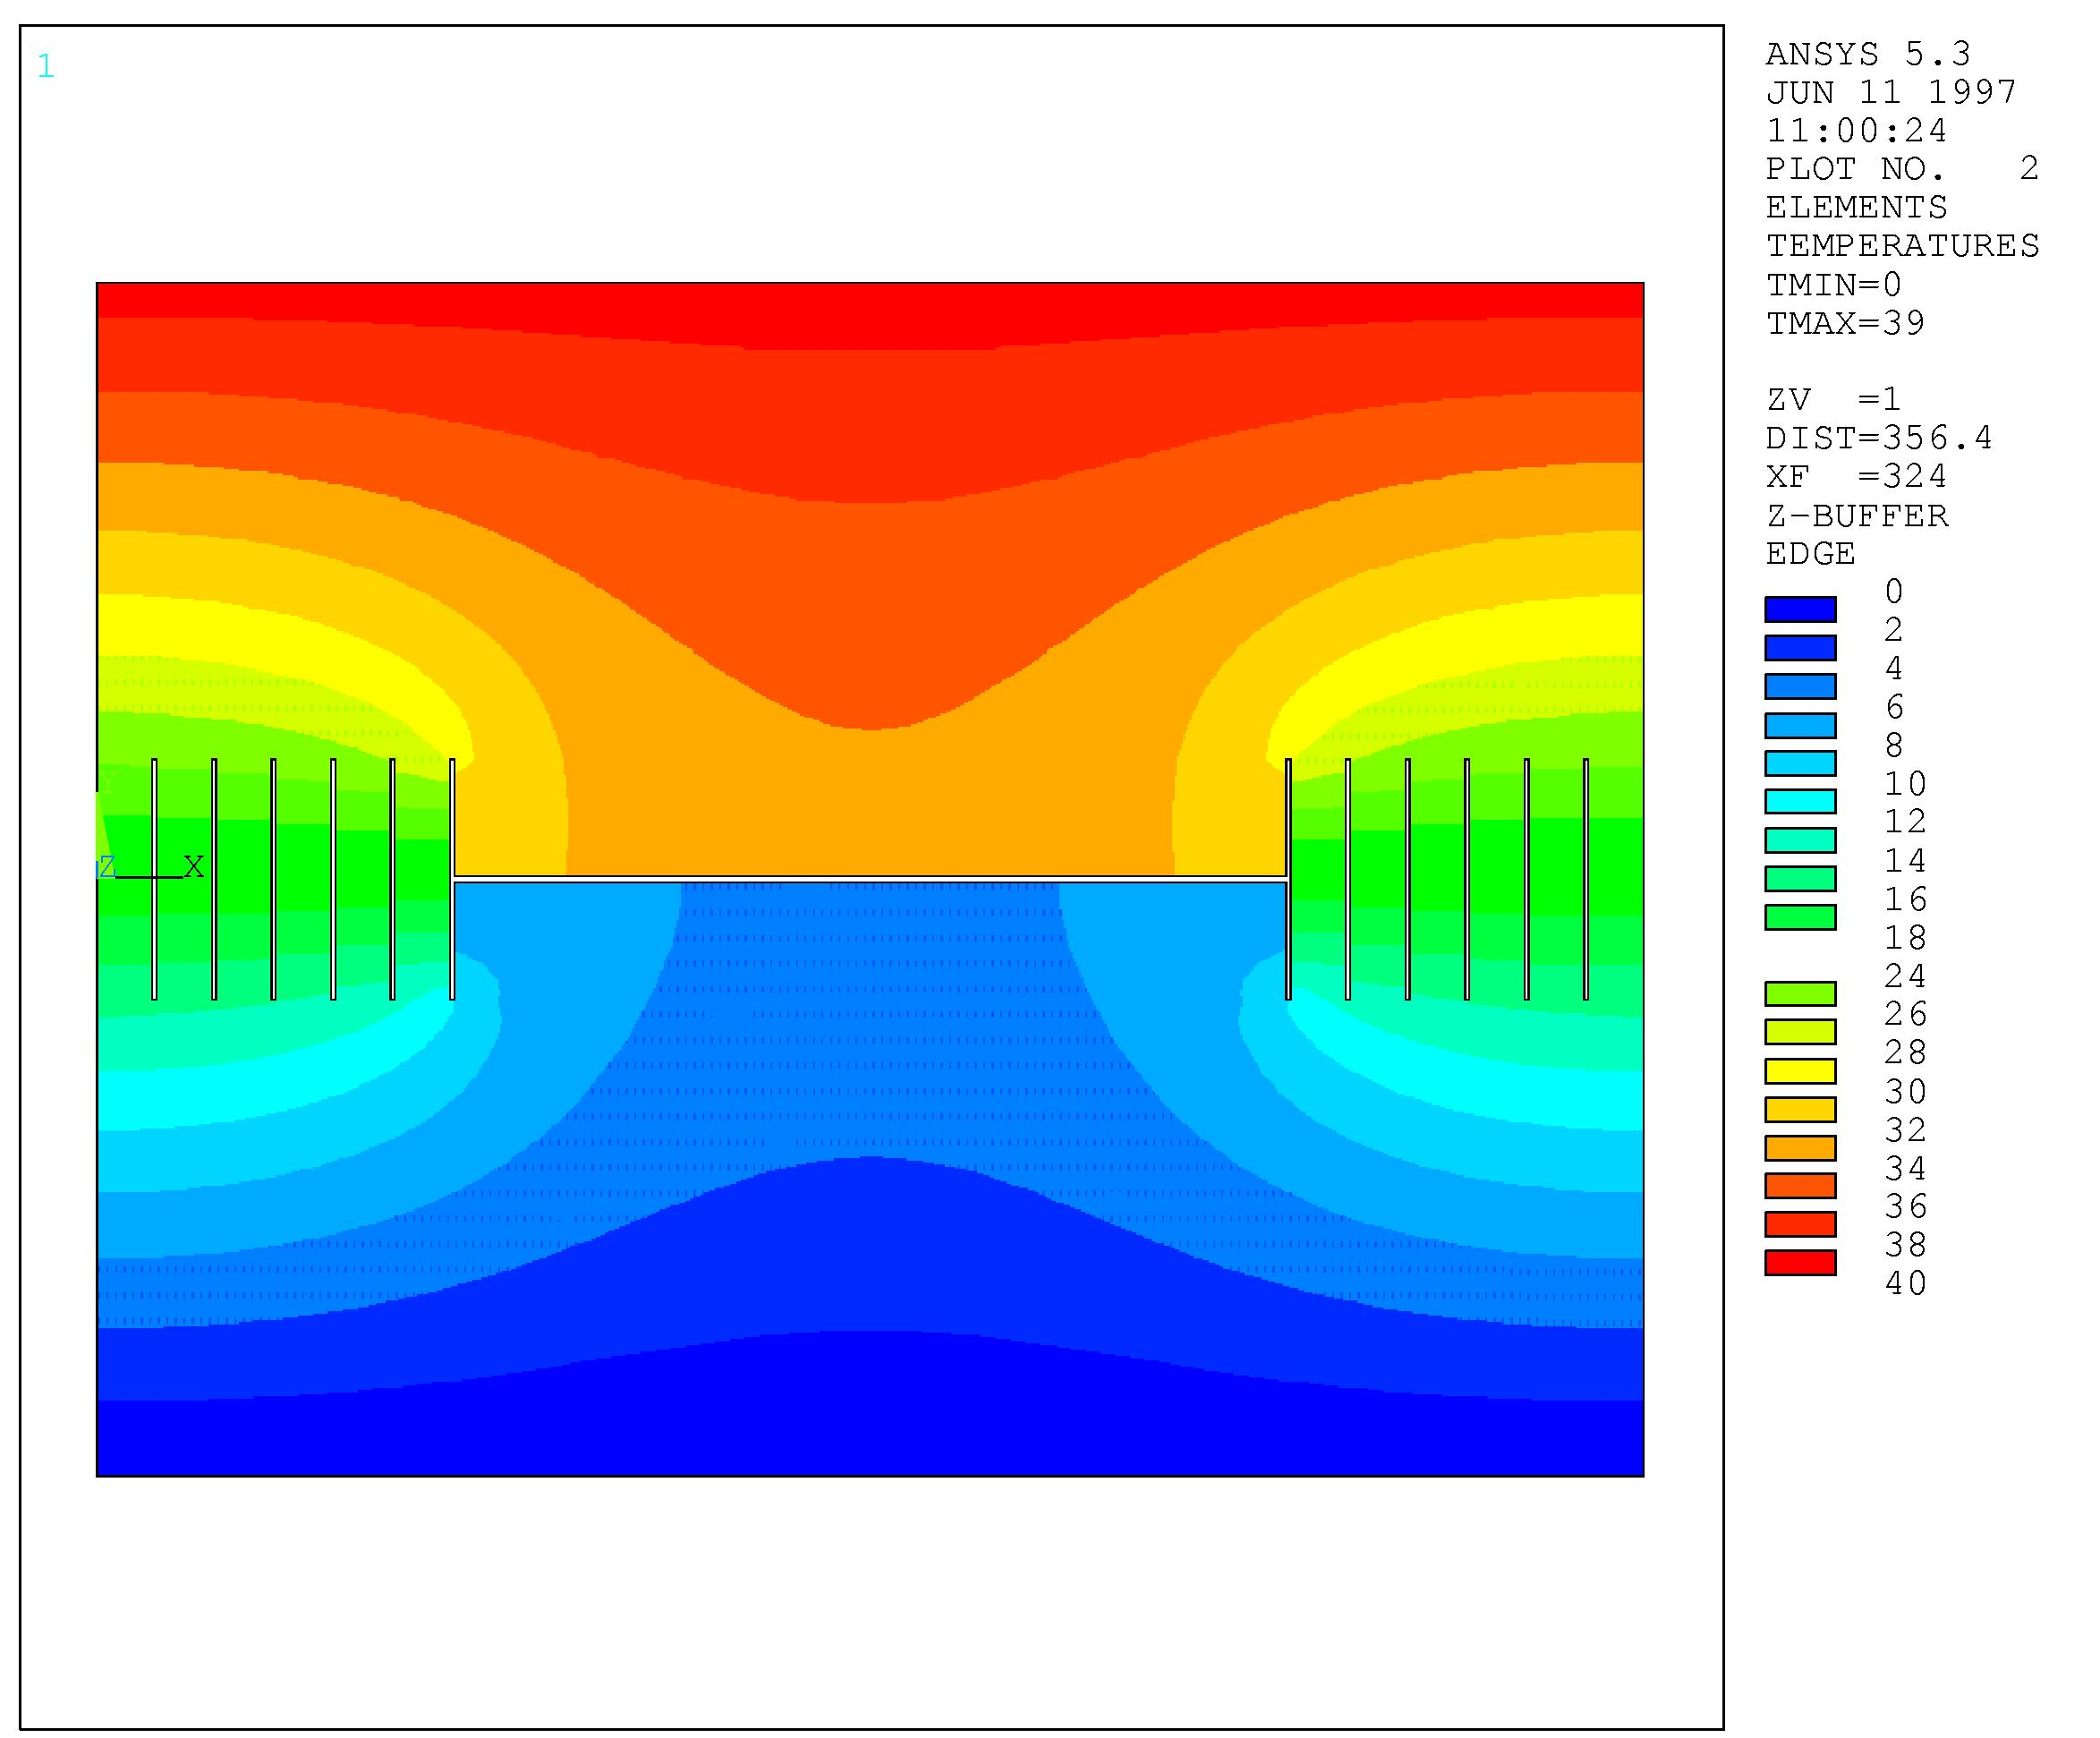 1
ANSYS 5.3
JUN 11 1997
11:00:24
PLOT NO.   2
ELEMENTS
TEMPERATURES
TMIN=0
TMAX=39
ZV  =1
DIST=356.4
XF  =324
Z-BUFFER
EDGE
0
2
4
6
8
10
12
14
16
18
24
26
28
30
32
34
36
38
40
Y
Z X